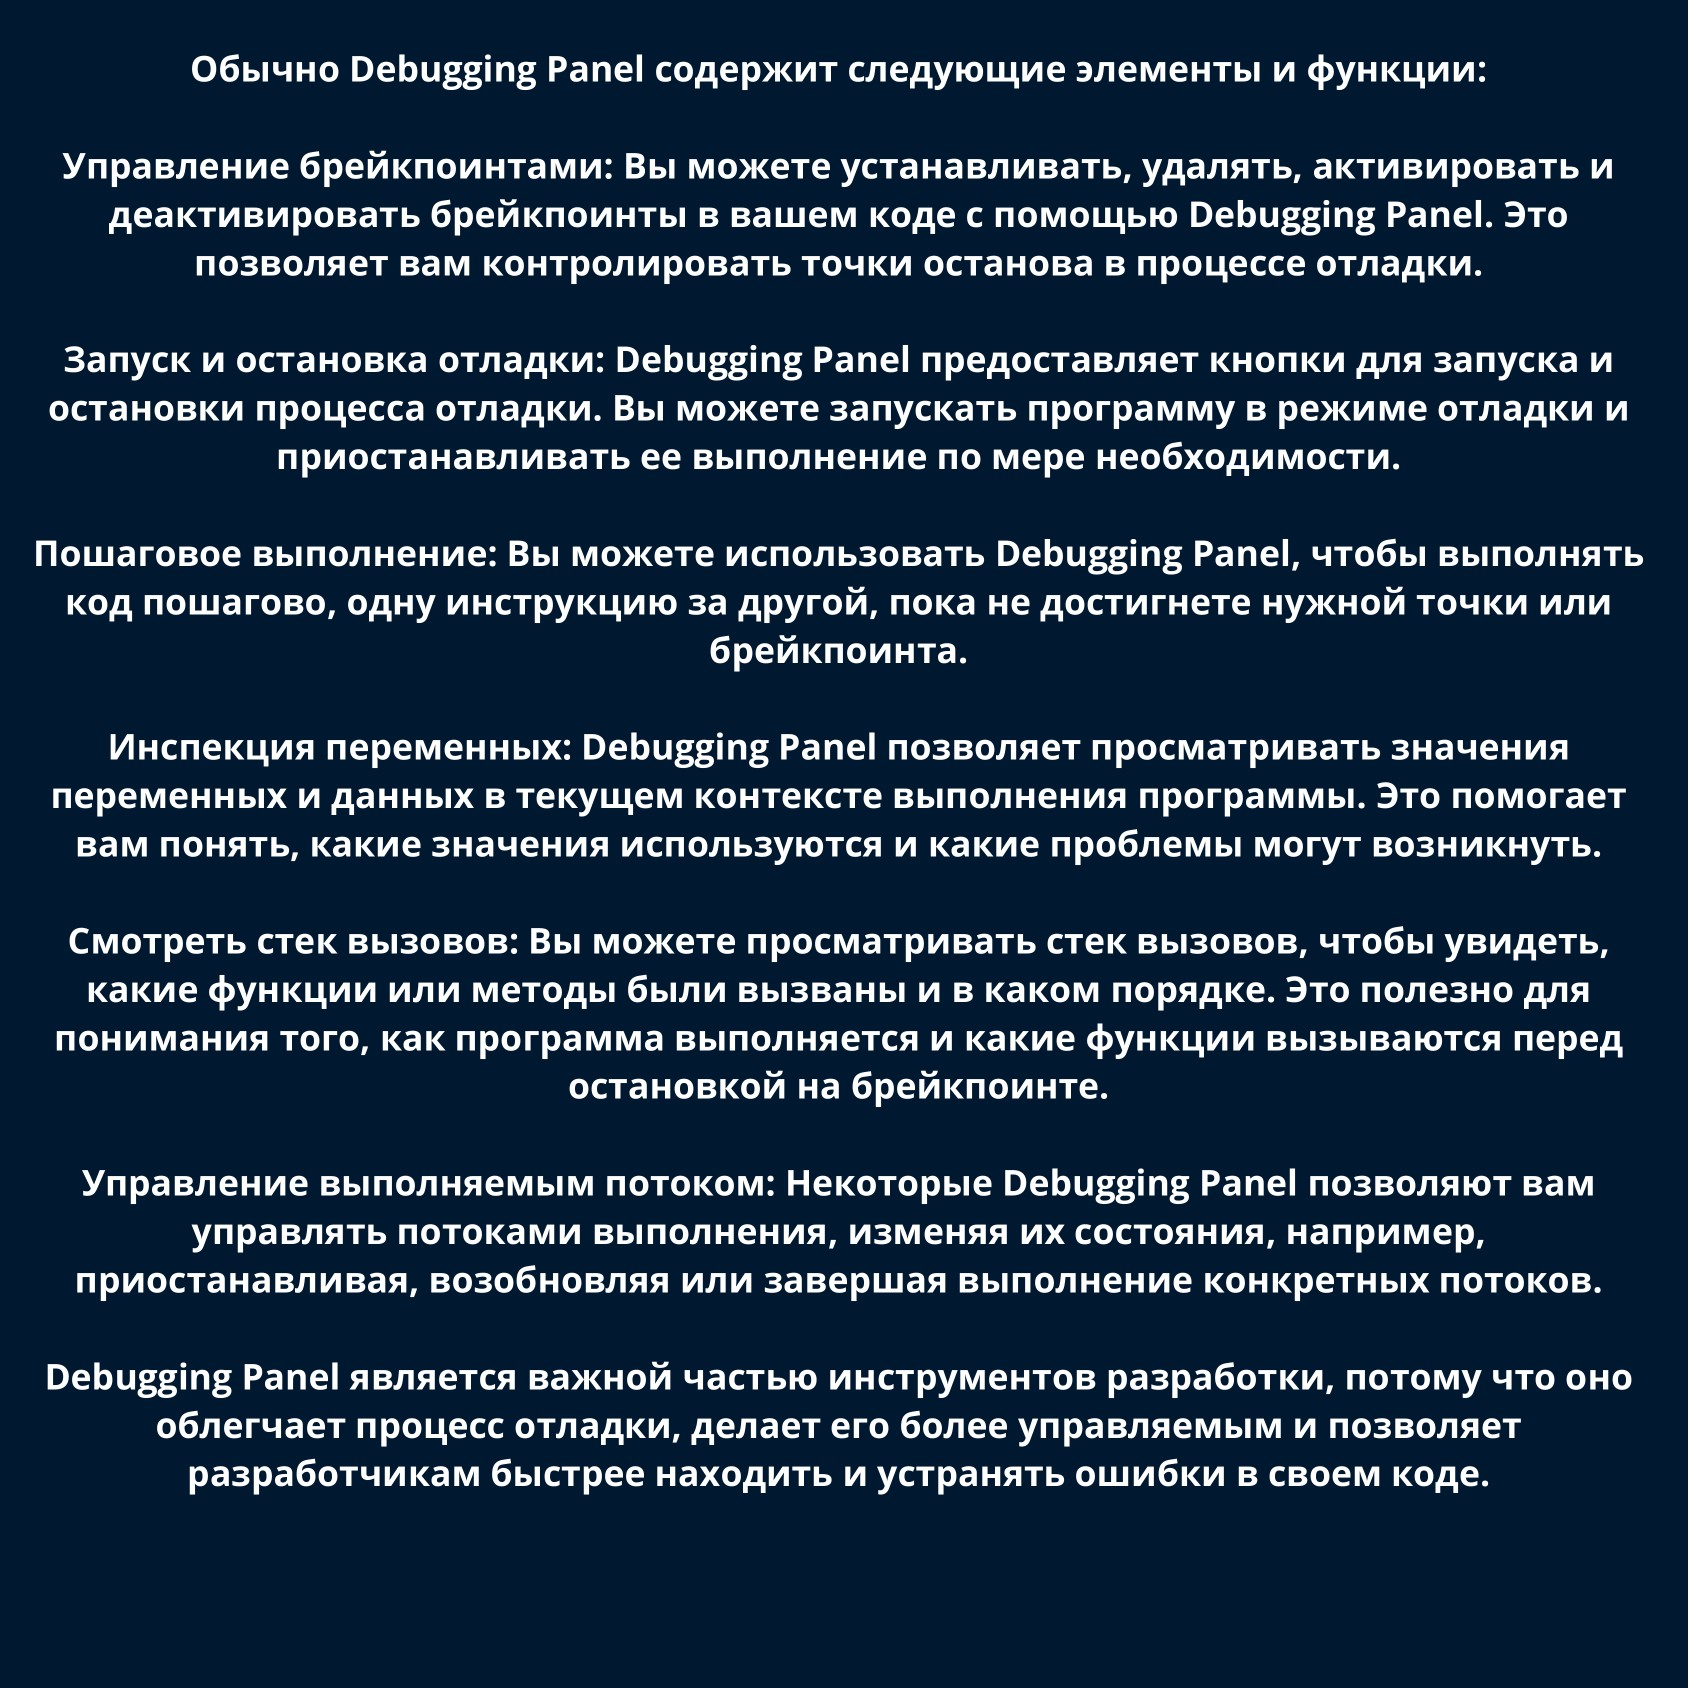 Обычно Debugging Panel содержит следующие элементы и функции:
Управление брейкпоинтами: Вы можете устанавливать, удалять, активировать и
деактивировать брейкпоинты в вашем коде с помощью Debugging Panel. Это
позволяет вам контролировать точки останова в процессе отладки.
Запуск и остановка отладки: Debugging Panel предоставляет кнопки для запуска и
остановки процесса отладки. Вы можете запускать программу в режиме отладки и
приостанавливать ее выполнение по мере необходимости.
Пошаговое выполнение: Вы можете использовать Debugging Panel, чтобы выполнять
код пошагово, одну инструкцию за другой, пока не достигнете нужной точки или
брейкпоинта.
Инспекция переменных: Debugging Panel позволяет просматривать значения
переменных и данных в текущем контексте выполнения программы. Это помогает
вам понять, какие значения используются и какие проблемы могут возникнуть.
Смотреть стек вызовов: Вы можете просматривать стек вызовов, чтобы увидеть,
какие функции или методы были вызваны и в каком порядке. Это полезно для
понимания того, как программа выполняется и какие функции вызываются перед
остановкой на брейкпоинте.
Управление выполняемым потоком: Некоторые Debugging Panel позволяют вам
управлять потоками выполнения, изменяя их состояния, например,
приостанавливая, возобновляя или завершая выполнение конкретных потоков.
Debugging Panel является важной частью инструментов разработки, потому что оно
облегчает процесс отладки, делает его более управляемым и позволяет
разработчикам быстрее находить и устранять ошибки в своем коде.